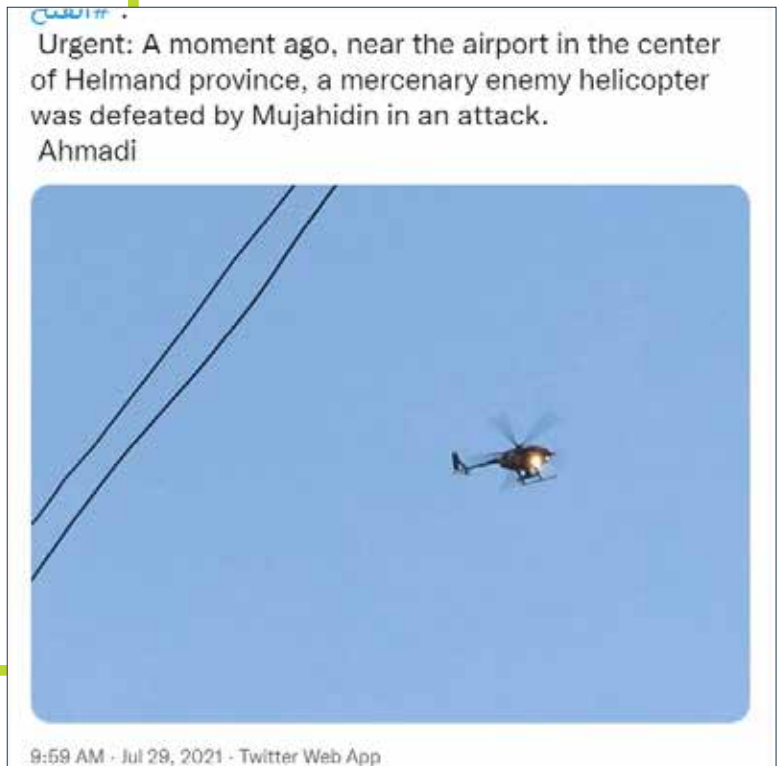 #الفتح .
Urgent: A moment ago, near the airport in the center
of Helmand province, a mercenary enemy helicopter
was defeated by Mujahidin in an attack.
Ahmadi
9:59 AM · Jul 29, 2021 · Twitter Web App